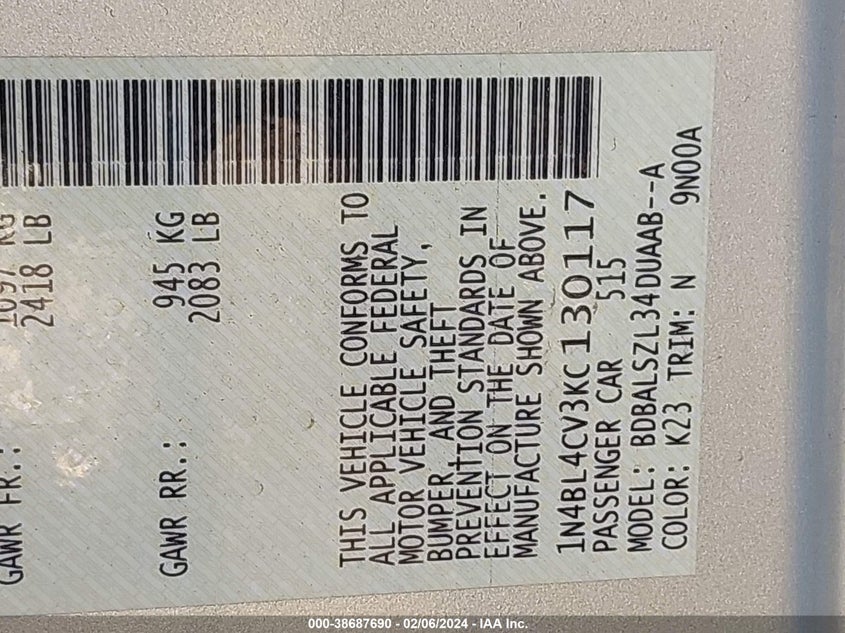 GAWR FR.: 1097 KG
2418 LB
GAWR RR.: 945 KG
2083 LB
THIS VEHICLE CONFORMS TO
ALL APPLICABLE FEDERAL
MOTOR VEHICLE SAFETY,
BUMPER, AND THEFT
PREVENTION STANDARDS IN
EFFECT ON THE DATE OF
MANUFACTURE SHOWN ABOVE.
1N4BL4CV3KC130117
PASSENGER CAR 515
MODEL: BDBALSZL34DUAAB--A
COLOR: K23 TRIM: N 9N00A
000-38687690 - 02/06/2024 - IAA Inc.